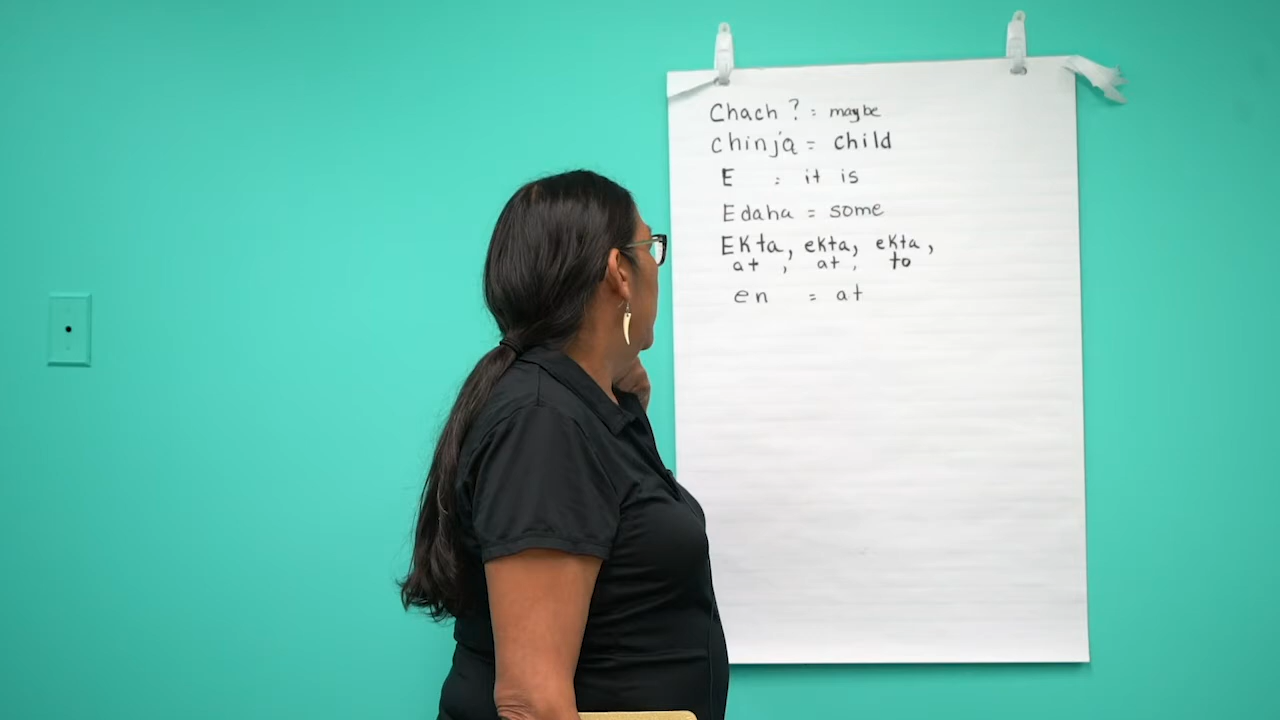 Chach ? = maybe
chinja̧ = child
E = it is
Edaha = some
Ekta, ekta, ekta,
at , at , to
en = at